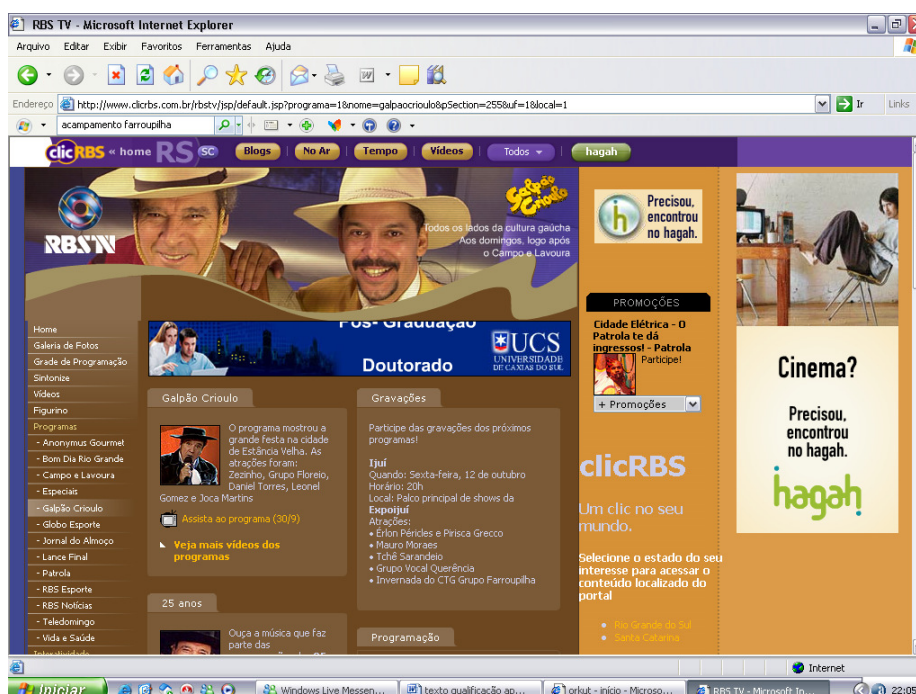 RBS TV - Microsoft Internet Explorer
Arquivo Editar Exibir Favoritos Ferramentas Ajuda
Endereço http://www.clicrbs.com.br/rbstv/jsp/default.jsp?programa=1&nome=galpaocrioulo&pSection=255&uf=1&local=1 Ir Links
acampamento farroupilha
clicRBS « home RS SC Blogs No Ar Tempo Vídeos Todos hagah
RBS TV
Galpão Crioulo
Todos os lados da cultura gaúcha
Aos domingos, logo após
o Campo e Lavoura
Home
Galeria de Fotos
Grade de Programação
Sintonize
Vídeos
Figurino
Programas
- Anonymus Gourmet
- Bom Dia Rio Grande
- Campo e Lavoura
- Especiais
- Galpão Crioulo
- Globo Esporte
- Jornal do Almoço
- Lance Final
- Patrola
- RBS Esporte
- RBS Notícias
- Teledomingo
- Vida e Saúde
Interatividade
Pós- Graduação
Doutorado
UCS
UNIVERSIDADE
DE CAXIAS DO SUL
Galpão Crioulo
O programa mostrou a
grande festa na cidade
de Estância Velha. As
atrações foram:
Zezinho, Grupo Floreio,
Daniel Torres, Leonel
Gomez e Joca Martins
Assista ao programa (30/9)
Veja mais vídeos dos
programas
25 anos
Ouça a música que faz
parte das
Gravações
Participe das gravações dos próximos
programas!
Ijuí
Quando: Sexta-feira, 12 de outubro
Horário: 20h
Local: Palco principal de shows da
Expoijuí
Atrações:
• Érlon Péricles e Pirisca Grecco
• Mauro Moraes
• Tchê Sarandeio
• Grupo Vocal Querência
• Invernada do CTG Grupo Farroupilha
Programação
h Precisou,
encontrou
no hagah.
PROMOÇÕES
Cidade Elétrica - O
Patrola te dá
ingressos! - Patrola
Participe!
+ Promoções
clicRBS
Um clic no seu
mundo.
Selecione o estado do seu
interesse para acessar o
conteúdo localizado do
portal
• Rio Grande do Sul
• Santa Catarina
Cinema?
Precisou,
encontrou
no hagah.
hagah
Internet
Iniciar Windows Live Messen... texto qualificação ap... orkut - início - Microso... RBS TV - Microsoft In... 22:05